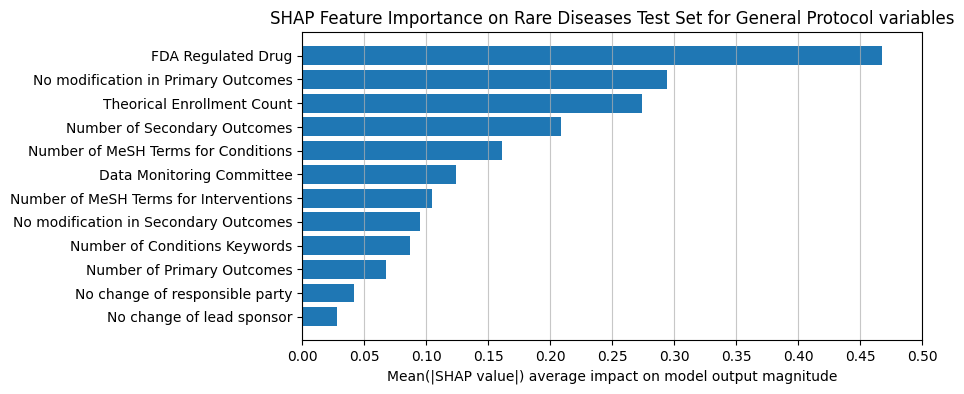 SHAP Feature Importance on Rare Diseases Test Set for General Protocol variables
FDA Regulated Drug
No modification in Primary Outcomes
Theorical Enrollment Count
Number of Secondary Outcomes
Number of MeSH Terms for Conditions
Data Monitoring Committee
Number of MeSH Terms for Interventions
No modification in Secondary Outcomes
Number of Conditions Keywords
Number of Primary Outcomes
No change of responsible party
No change of lead sponsor
0.00 0.05 0.10 0.15 0.20 0.25 0.30 0.35 0.40 0.45 0.50
Mean(|SHAP value|) average impact on model output magnitude